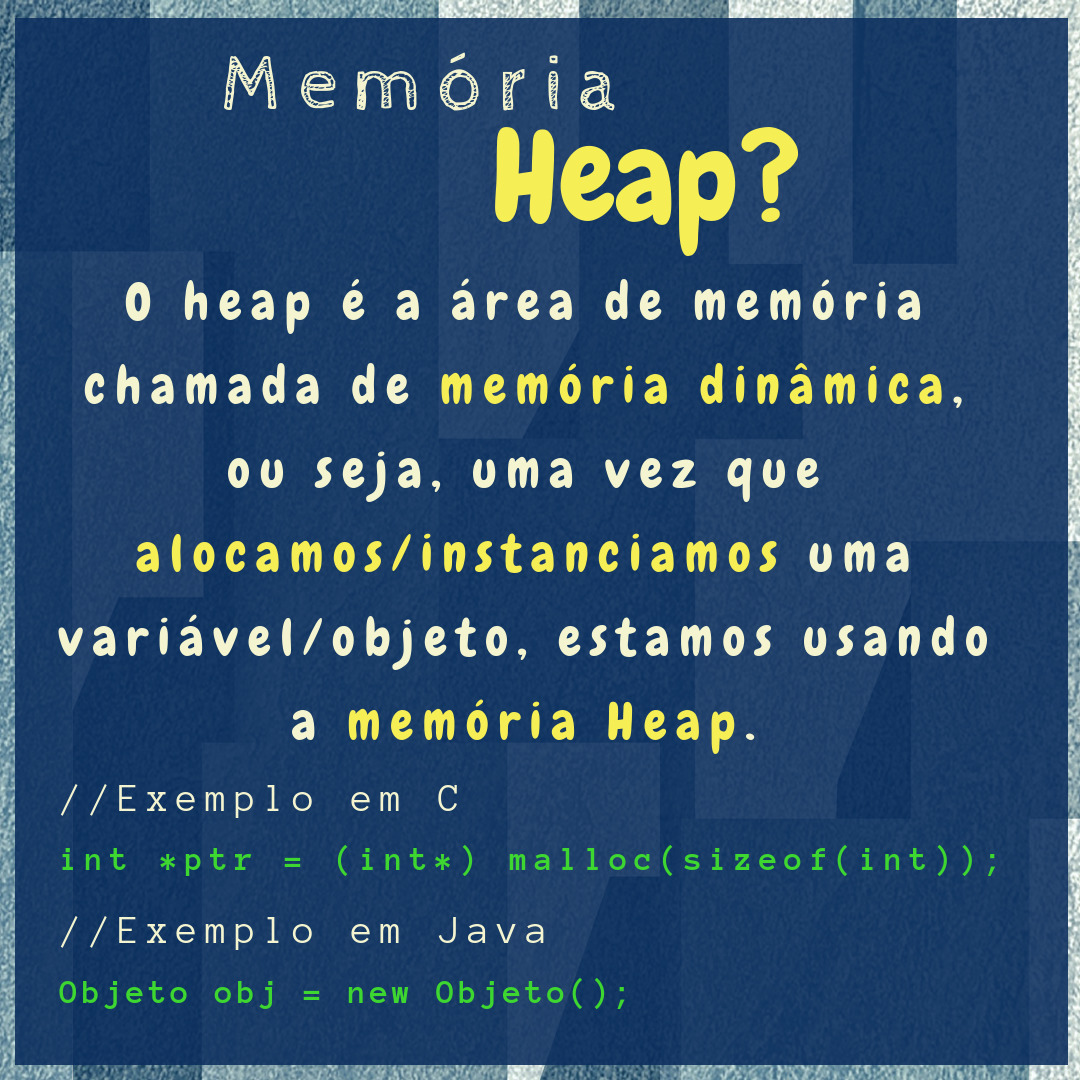 Memória
Heap?
O heap é a área de memória
chamada de memória dinâmica,
ou seja, uma vez que
alocamos/instanciamos uma
variável/objeto, estamos usando
a memória Heap.
//Exemplo em C
int *ptr = (int*) malloc(sizeof(int));
//Exemplo em Java
Objeto obj = new Objeto();